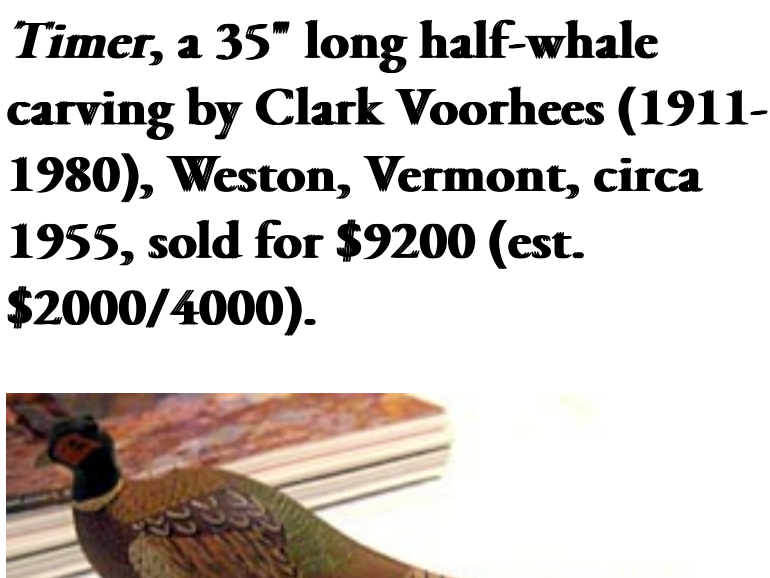 Timer, a 35" long half-whale
carving by Clark Voorhees (1911-
1980), Weston, Vermont, circa
1955, sold for $9200 (est.
$2000/4000).